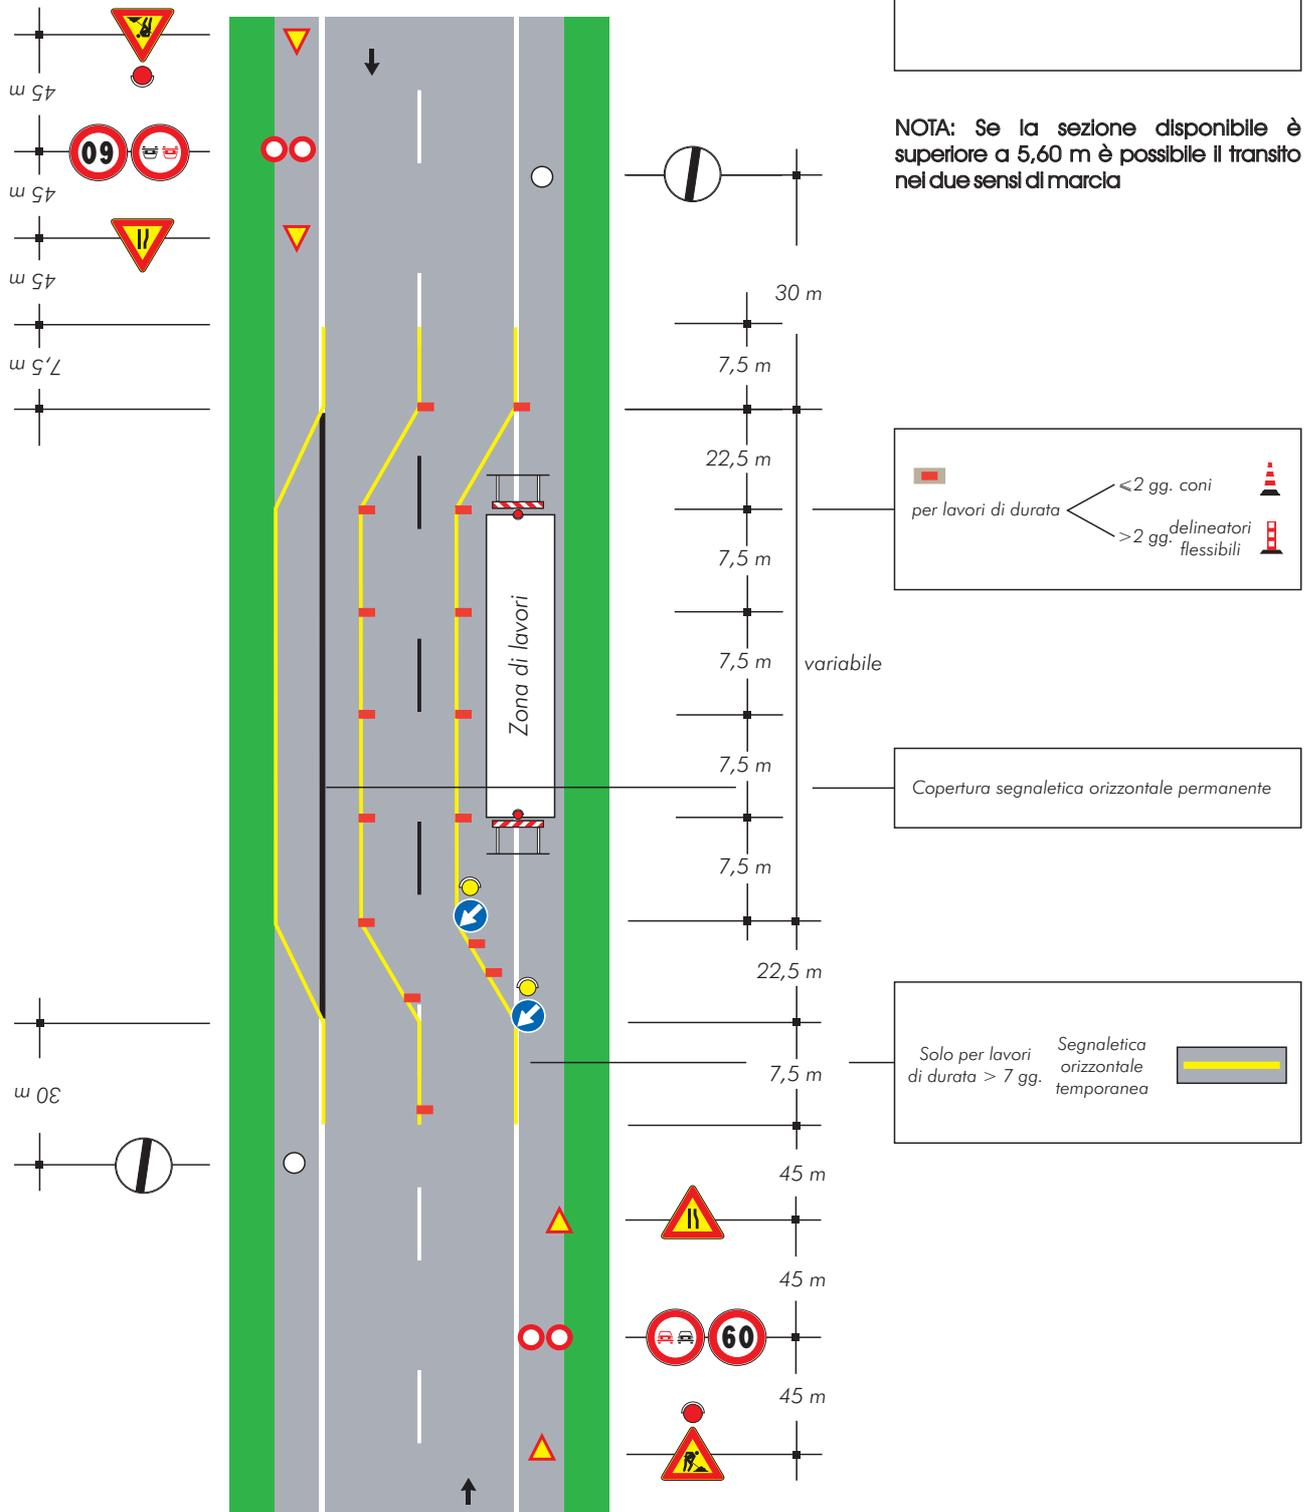 45 m
60
45 m
45 m
7,5 m
30 m
NOTA: Se la sezione disponibile è
superiore a 5,60 m è possibile il transito
nei due sensi di marcia
30 m
7,5 m
22,5 m
7,5 m
7,5 m
variabile
7,5 m
7,5 m
22,5 m
7,5 m
45 m
45 m
60
45 m
Zona di lavori
per lavori di durata
⩽2 gg. coni
>2 gg. delineatori
flessibili
Copertura segnaletica orizzontale permanente
Solo per lavori
di durata > 7 gg.
Segnaletica
orizzontale
temporanea